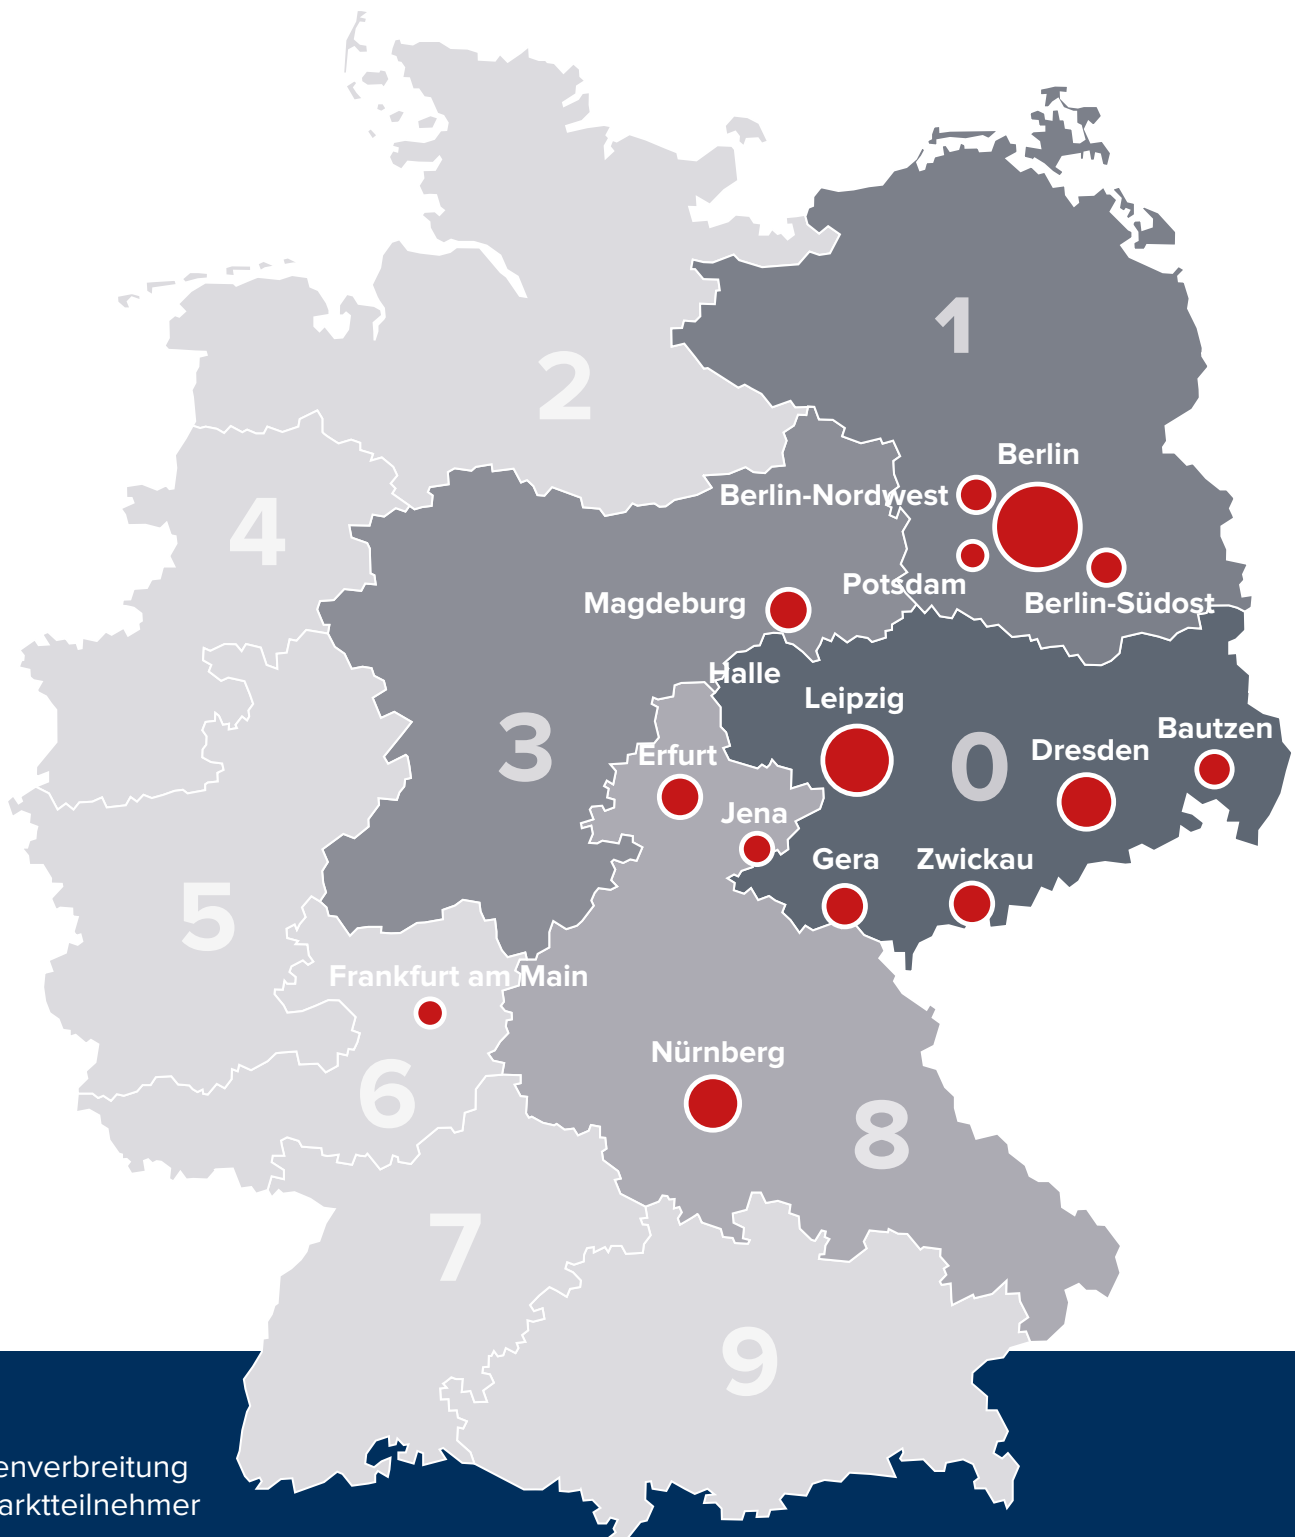 1
2
Berlin
4
Berlin-Nordwest
Potsdam
Magdeburg
Berlin-Südost
Halle
Leipzig
3
Erfurt
0
Dresden
Bautzen
Jena
Gera
Zwickau
5
Frankfurt am Main
Nürnberg
6
8
7
9
enverbreitung
arktteilnehmer